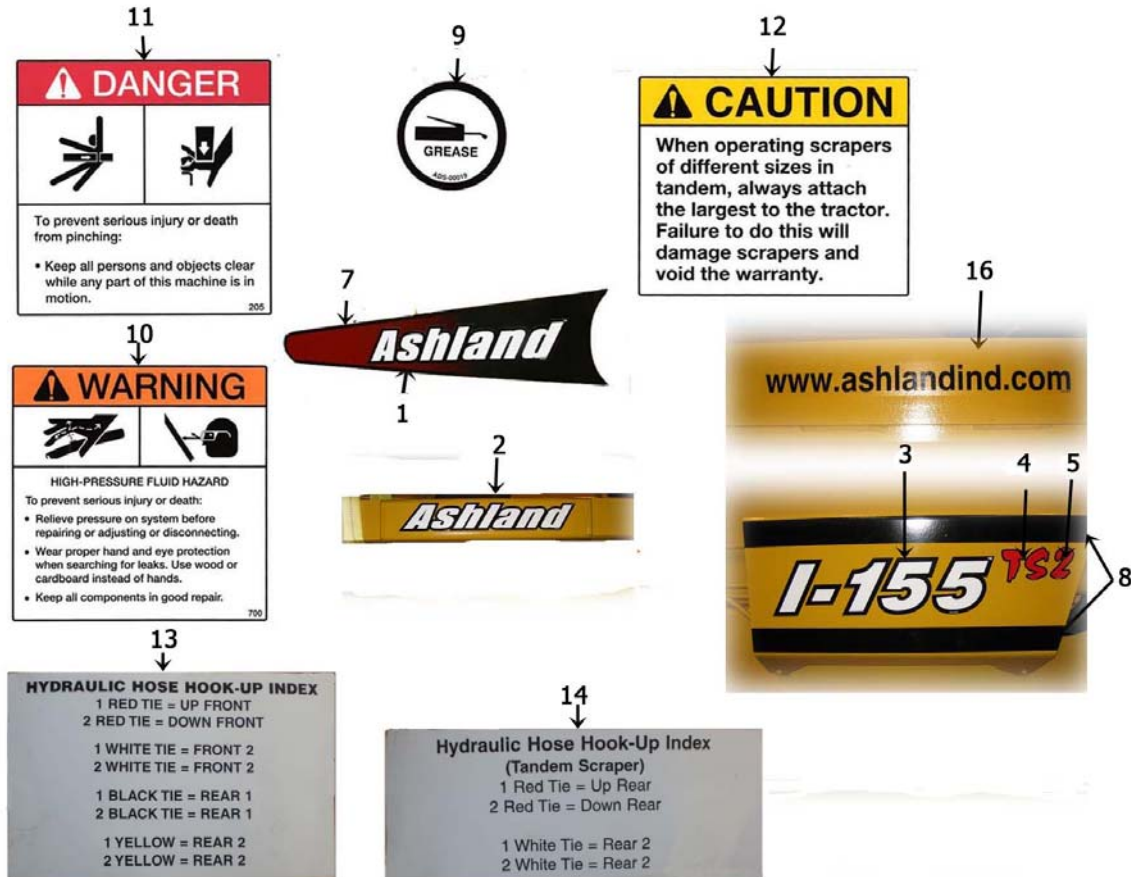 11
DANGER
To prevent serious injury or death
from pinching:
• Keep all persons and objects clear
while any part of this machine is in
motion.
205
9
GREASE
ADS-00019
12
CAUTION
When operating scrapers
of different sizes in
tandem, always attach
the largest to the tractor.
Failure to do this will
damage scrapers and
void the warranty.
7
Ashland
1
16
www.ashlandind.com
10
WARNING
HIGH-PRESSURE FLUID HAZARD
To prevent serious injury or death:
• Relieve pressure on system before
repairing or adjusting or disconnecting.
• Wear proper hand and eye protection
when searching for leaks. Use wood or
cardboard instead of hands.
• Keep all components in good repair.
700
2
Ashland
3
4
5
I-155 TS2
8
13
HYDRAULIC HOSE HOOK-UP INDEX
1 RED TIE = UP FRONT
2 RED TIE = DOWN FRONT
1 WHITE TIE = FRONT 2
2 WHITE TIE = FRONT 2
1 BLACK TIE = REAR 1
2 BLACK TIE = REAR 1
1 YELLOW = REAR 2
2 YELLOW = REAR 2
14
Hydraulic Hose Hook-Up Index
(Tandem Scraper)
1 Red Tie = Up Rear
2 Red Tie = Down Rear
1 White Tie = Rear 2
2 White Tie = Rear 2